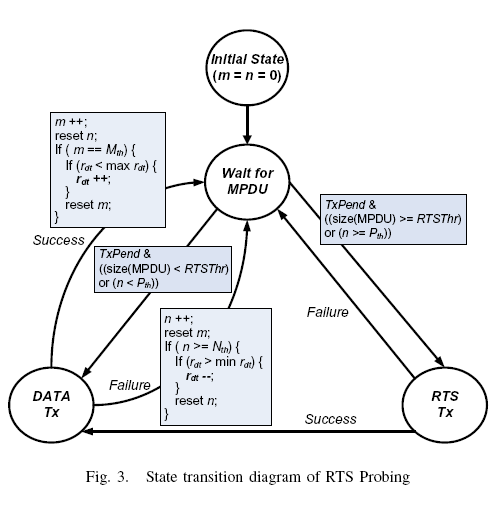 Initial State
(m = n = 0)
m ++;
reset n;
If ( m == Mth) {
If (rdt < max rdt) {
rdt ++;
}
reset m;
}
Wait for
MPDU
TxPend &
((size(MPDU) >= RTSThr)
or (n >= Pth))
Success
TxPend &
((size(MPDU) < RTSThr)
or (n < Pth))
n ++;
reset m;
If ( n >= Nth) {
If (rdt > min rdt) {
rdt --;
}
reset n;
}
Failure
DATA
Tx
Failure
RTS
Tx
Success
Fig. 3. State transition diagram of RTS Probing